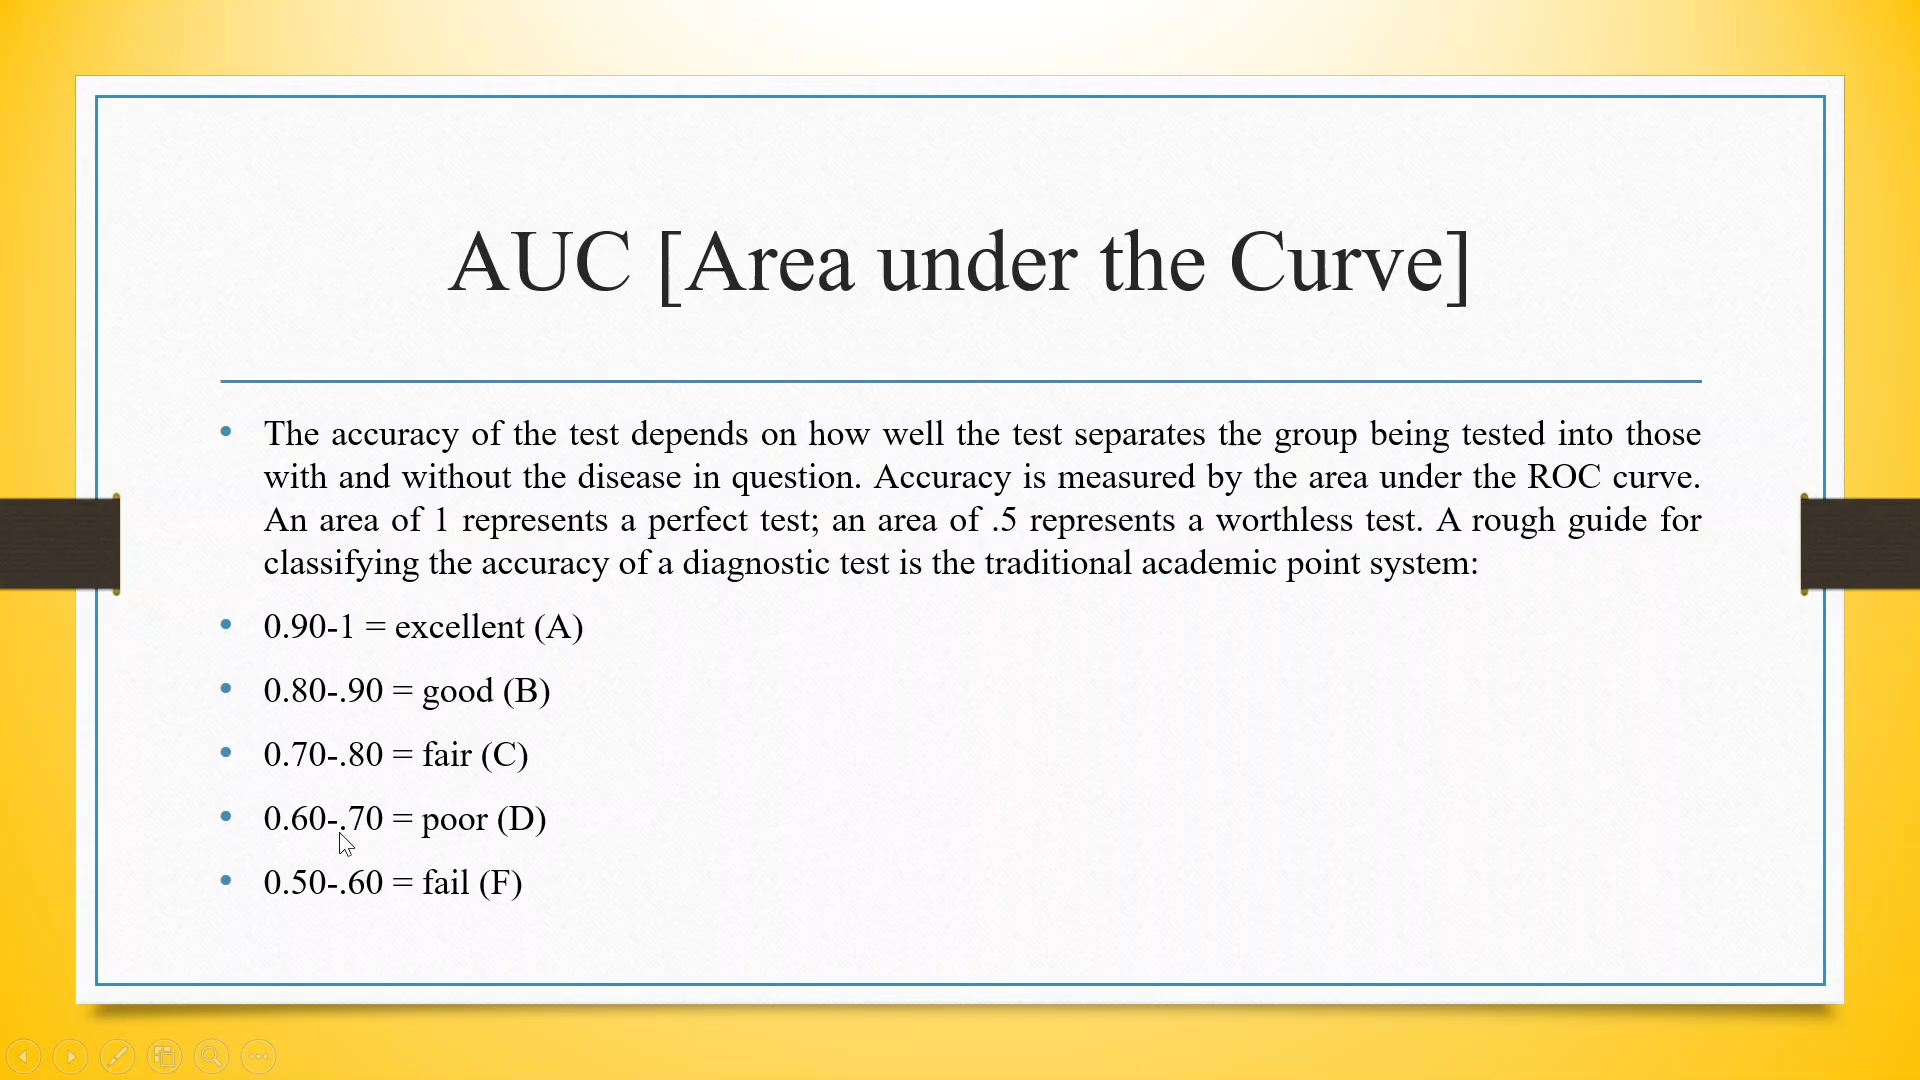 AUC [Area under the Curve]
• The accuracy of the test depends on how well the test separates the group being tested into those
with and without the disease in question. Accuracy is measured by the area under the ROC curve.
An area of 1 represents a perfect test; an area of .5 represents a worthless test. A rough guide for
classifying the accuracy of a diagnostic test is the traditional academic point system:
• 0.90-1 = excellent (A)
• 0.80-.90 = good (B)
• 0.70-.80 = fair (C)
• 0.60-.70 = poor (D)
• 0.50-.60 = fail (F)